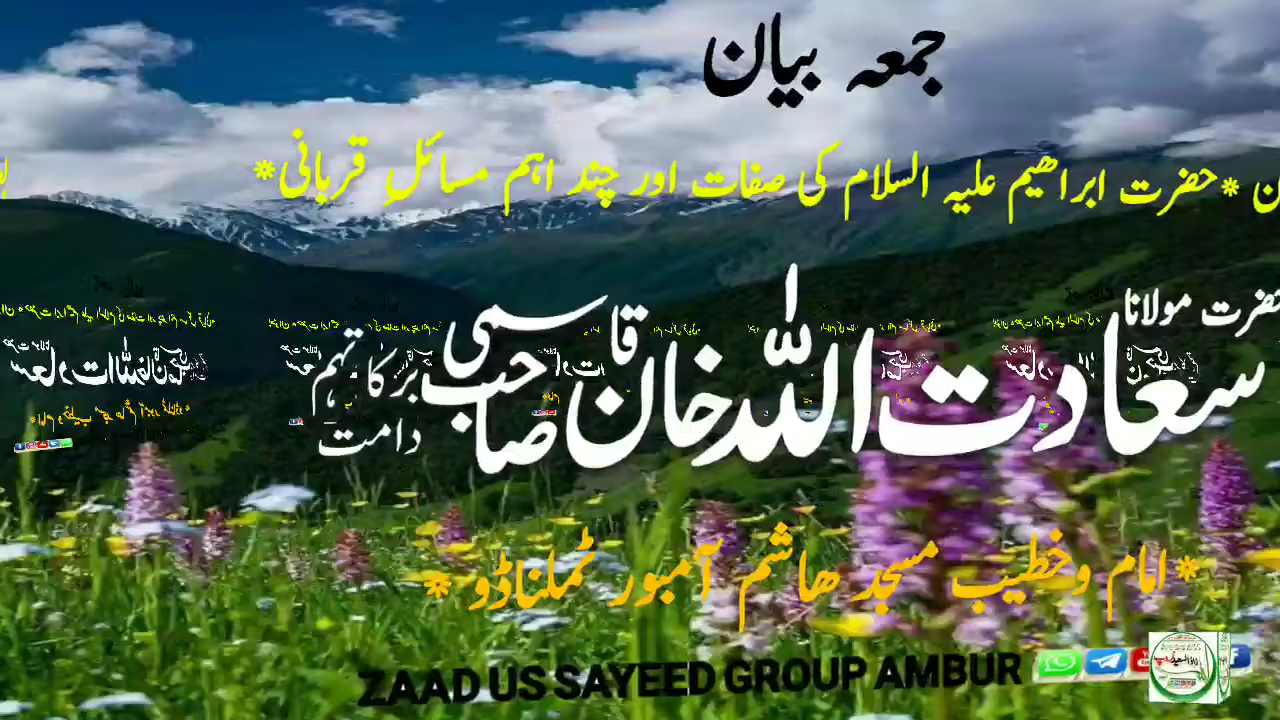 جمعہ بیان
*حضرت ابراھیم علیہ السلام کی صفات اور چند اہم مسائلِ قربانی*
حضرت مولانا
سعادت اللہ خان قاسمی صاحب دامت برکاتہم
*امام وخطیب مسجد ھاشم آمبور ٹملناڈو*
ZAAD US SAYEED GROUP AMBUR